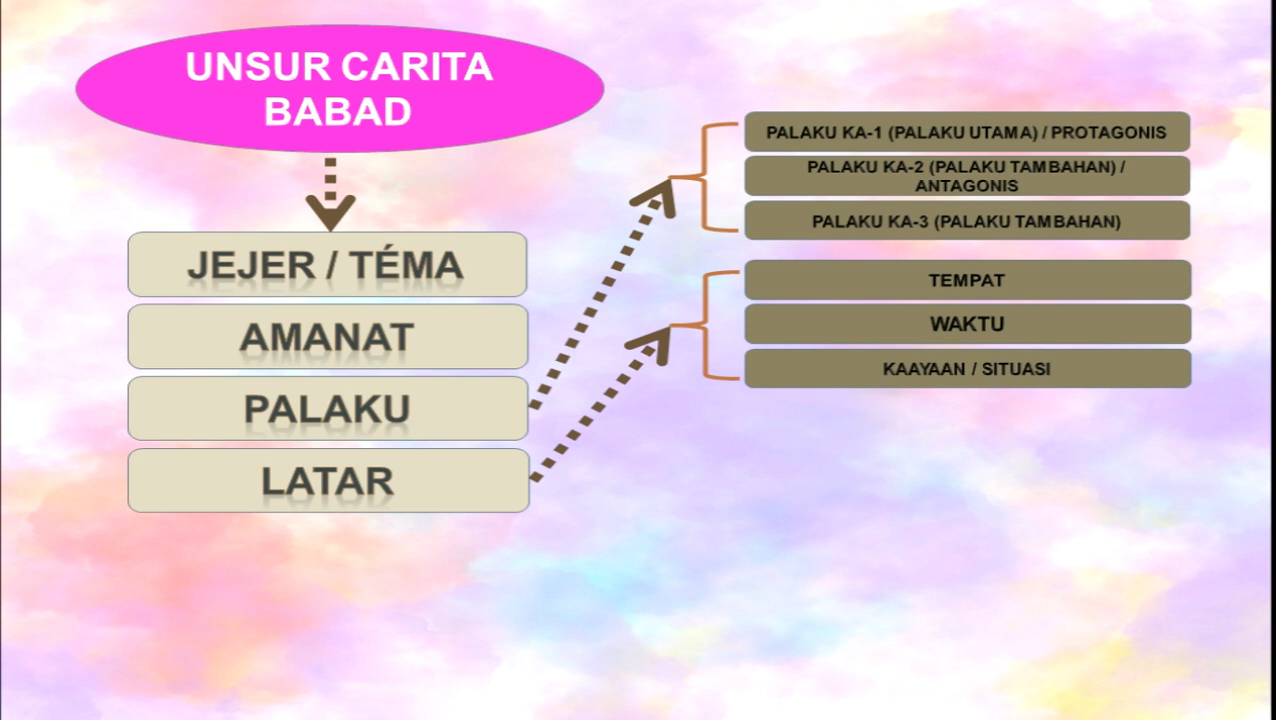 UNSUR CARITA
BABAD
JEJER / TÉMA
AMANAT
PALAKU
LATAR
PALAKU KA-1 (PALAKU UTAMA) / PROTAGONIS
PALAKU KA-2 (PALAKU TAMBAHAN) /
ANTAGONIS
PALAKU KA-3 (PALAKU TAMBAHAN)
TEMPAT
WAKTU
KAAYAAN / SITUASI